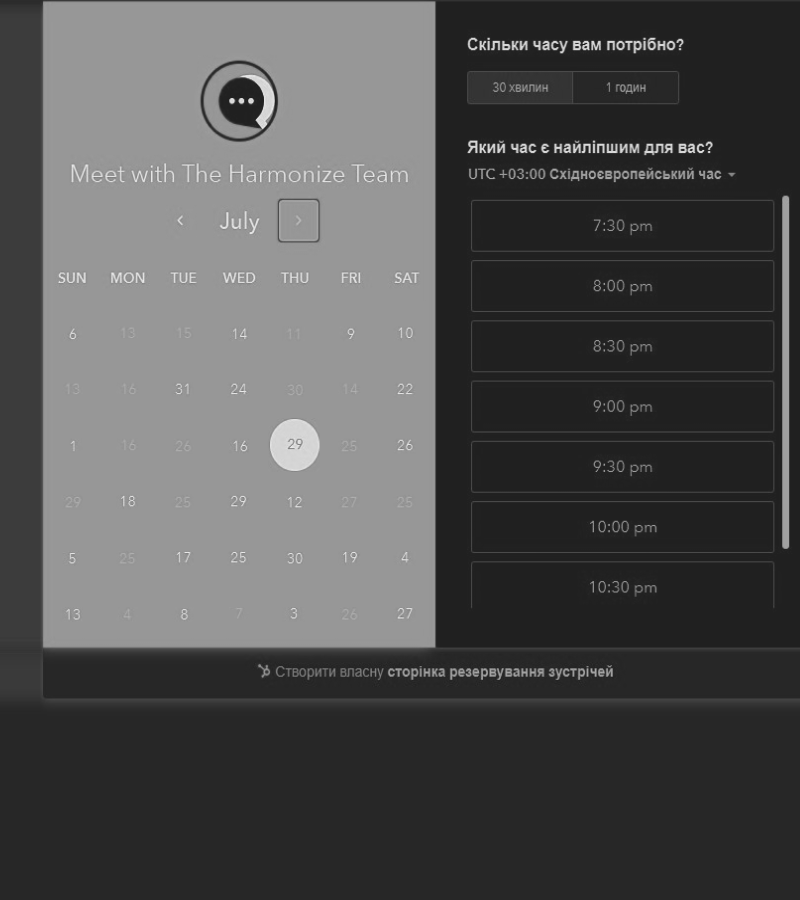 Meet with The Harmonize Team
July
SUN MON TUE WED THU FRI SAT
6 13 15 14 11 9 10
13 16 31 24 30 14 22
1 16 26 16 29 25 26
29 18 25 29 12 27 25
5 25 17 25 30 19 4
13 4 8 7 3 26 27
Скільки часу вам потрібно?
30 хвилин 1 годин
Який час є найліпшим для вас?
UTC +03:00 Східноєвропейський час
7:30 pm
8:00 pm
8:30 pm
9:00 pm
9:30 pm
10:00 pm
10:30 pm
Створити власну сторінка резервування зустрічей